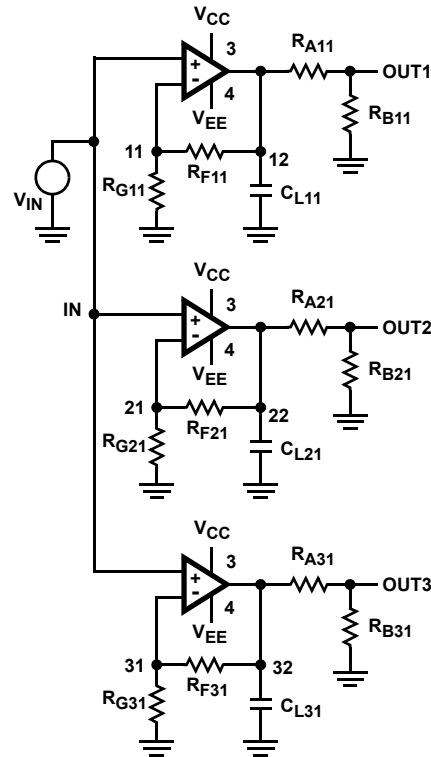 VCC
3
RA11
OUT1
+
-
4
VEE
RB11
11
12
RF11
RG11
CL11
VIN
VCC
3
RA21
IN
OUT2
+
-
4
VEE
RB21
21
22
RF21
RG21
CL21
VCC
3
RA31
OUT3
+
-
4
VEE
RB31
31
32
RF31
RG31
CL31